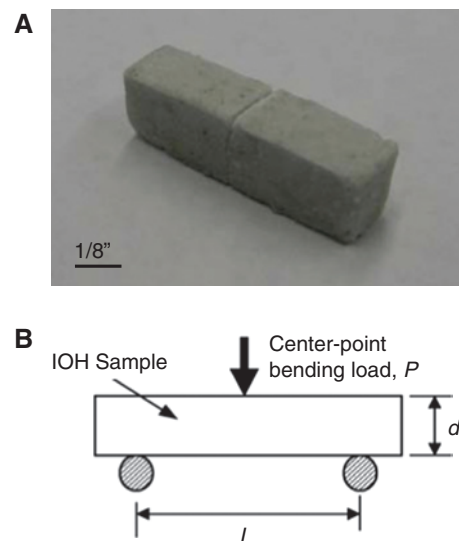 A
1/8”
B
IOH Sample
Center-point
bending load, P
d
l